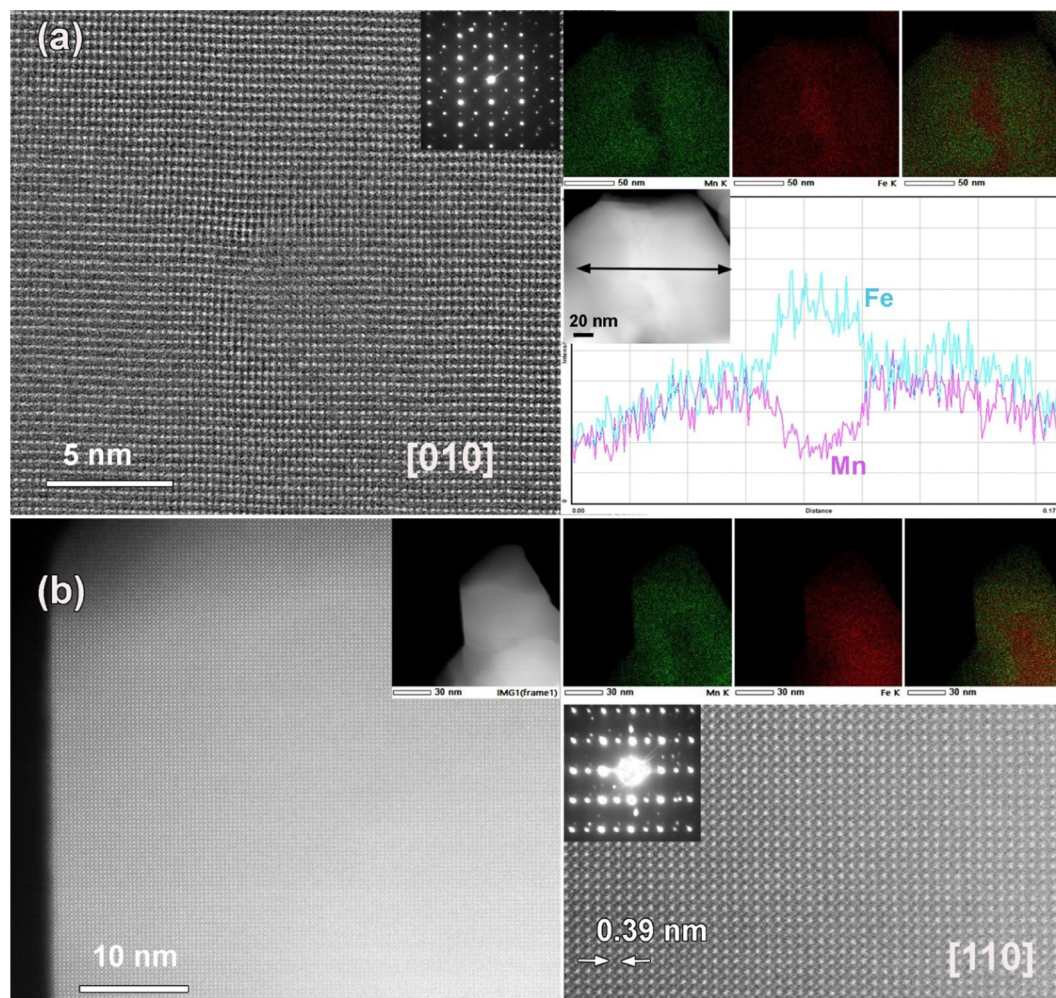 (a)
[010]
5 nm
50 nm
Mn K
50 nm
Fe K
50 nm
20 nm
Fe
Mn
0.00
Distance
0.17
(b)
10 nm
30 nm
IMG1(frame1)
30 nm
Mn K
30 nm
Fe K
30 nm
0.39 nm
[110]